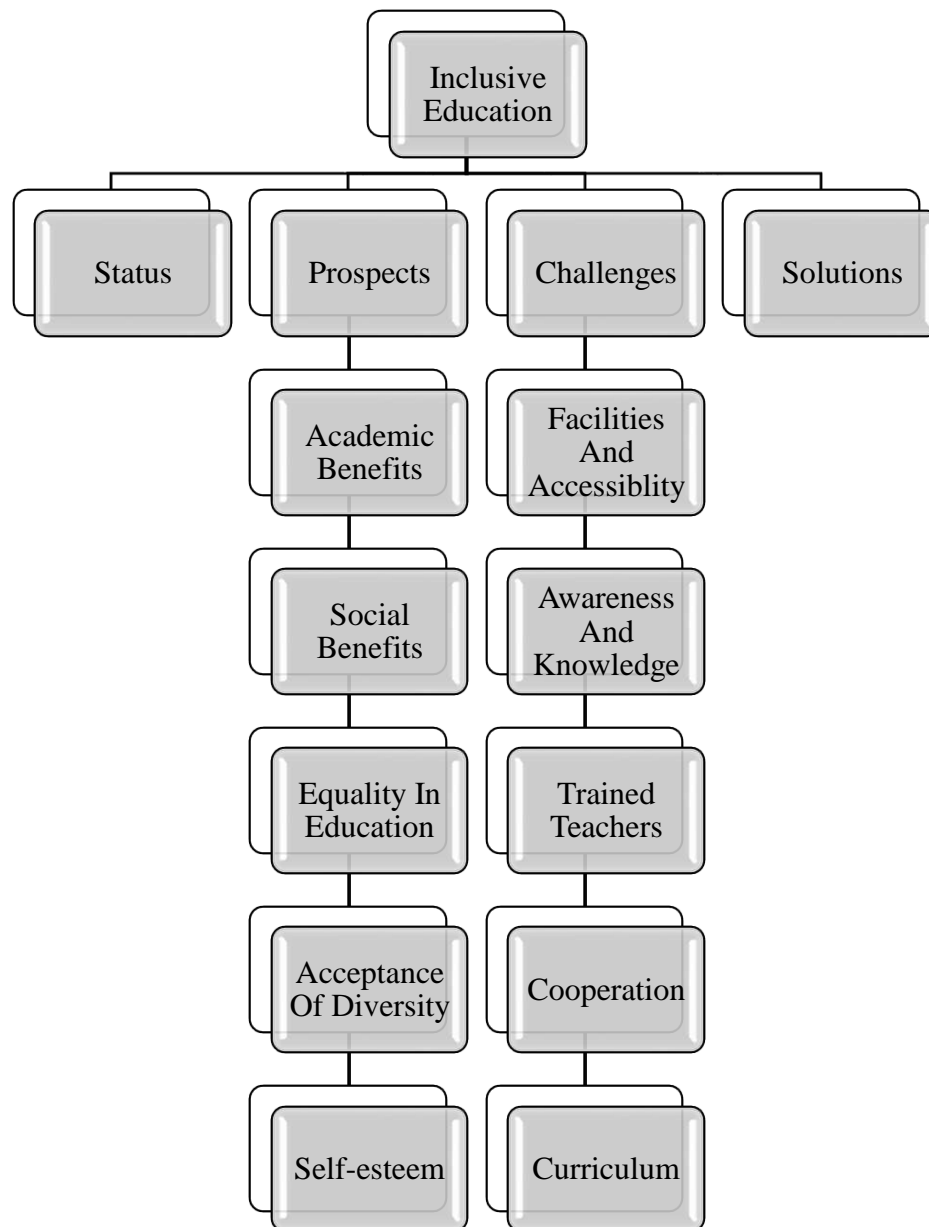 Inclusive
Education
Status
Prospects
Challenges
Solutions
Academic
Benefits
Facilities
And
Accessiblity
Social
Benefits
Awareness
And
Knowledge
Equality In
Education
Trained
Teachers
Acceptance
Of Diversity
Cooperation
Self-esteem
Curriculum